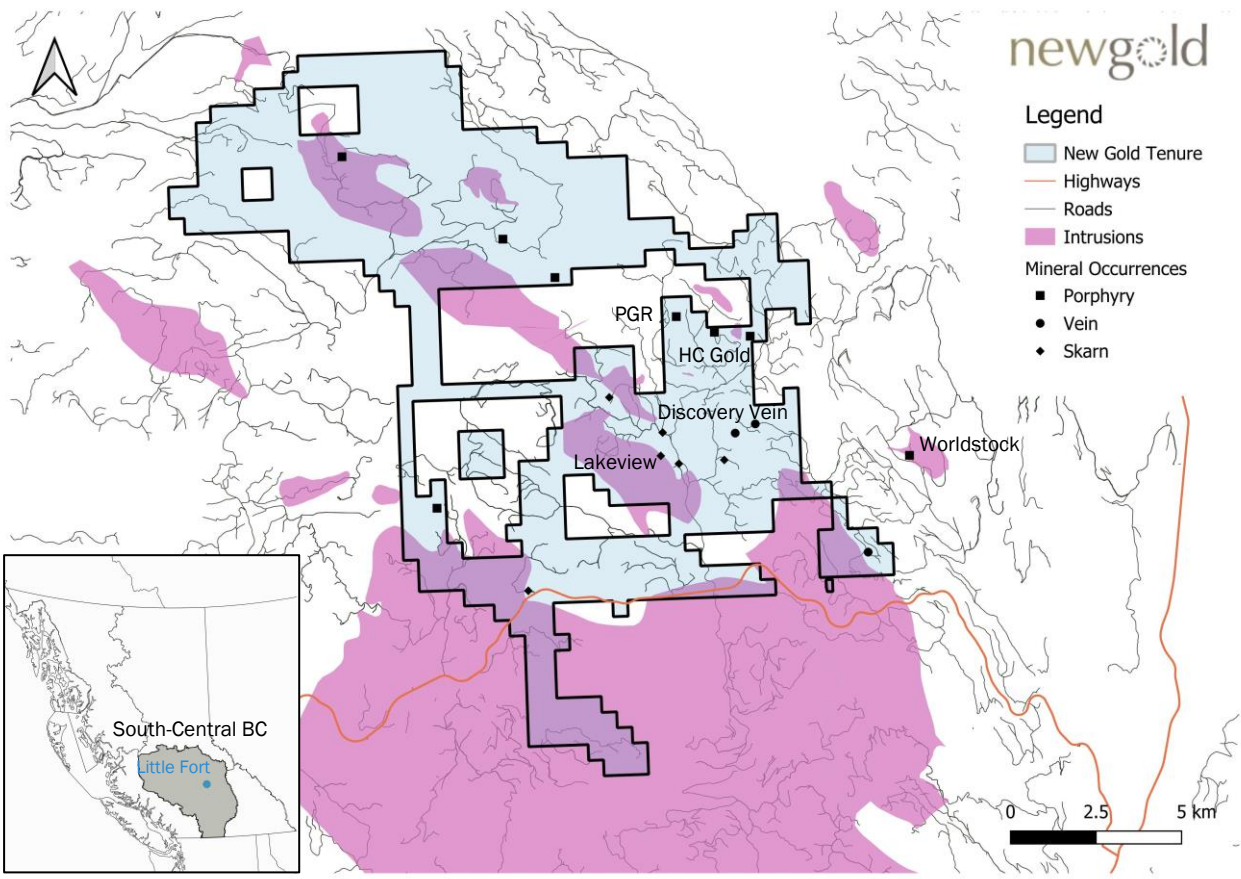 newgold
Legend
New Gold Tenure
Highways
Roads
Intrusions
Mineral Occurrences
Porphyry
Vein
Skarn
PGR
HC Gold
Discovery Vein
Lakeview
Worldstock
South-Central BC
Little Fort
0 2.5 5 km